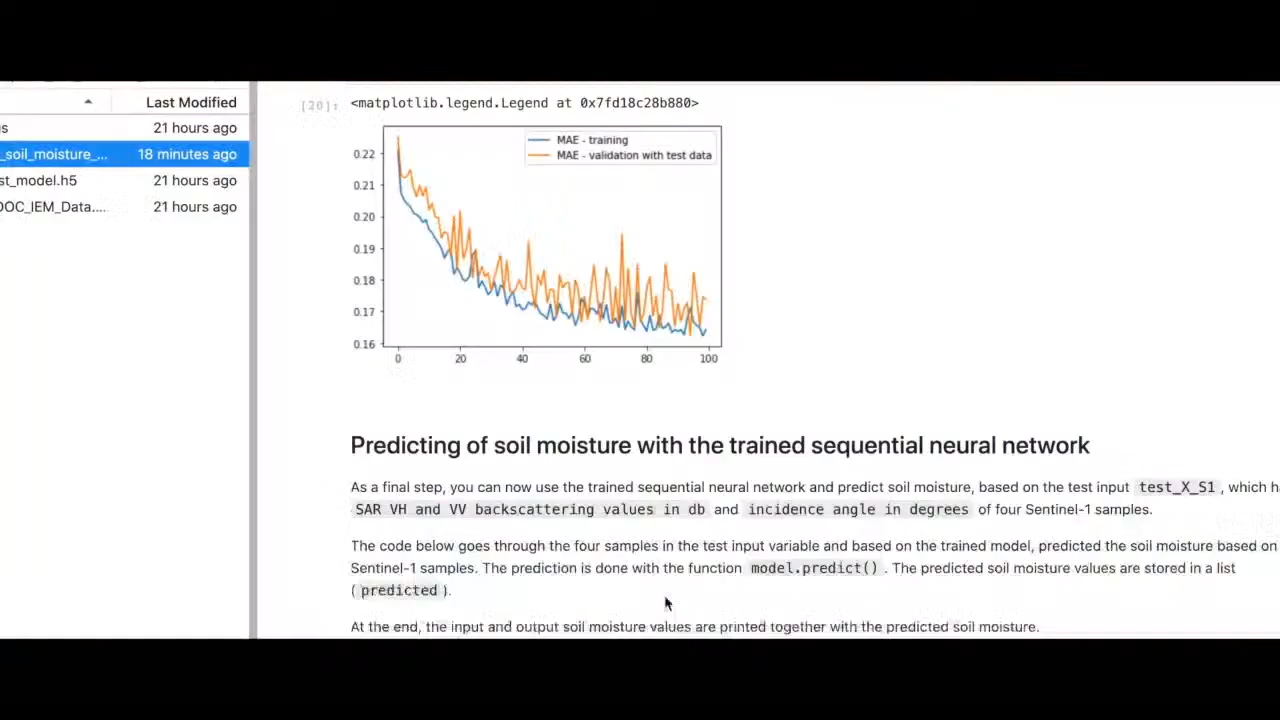 Last Modified
s 21 hours ago
_soil_moisture_... 18 minutes ago
st_model.h5 21 hours ago
OOC_IEM_Data.... 21 hours ago
[20]: <matplotlib.legend.Legend at 0x7fd18c28b880>
MAE - training
MAE - validation with test data
0.22
0.21
0.20
0.19
0.18
0.17
0.16
0 20 40 60 80 100
Predicting of soil moisture with the trained sequential neural network
As a final step, you can now use the trained sequential neural network and predict soil moisture, based on the test input test_X_S1 , which h
SAR VH and VV backscattering values in db and incidence angle in degrees of four Sentinel-1 samples.
The code below goes through the four samples in the test input variable and based on the trained model, predicted the soil moisture based on
Sentinel-1 samples. The prediction is done with the function model.predict() . The predicted soil moisture values are stored in a list
( predicted ).
At the end, the input and output soil moisture values are printed together with the predicted soil moisture.